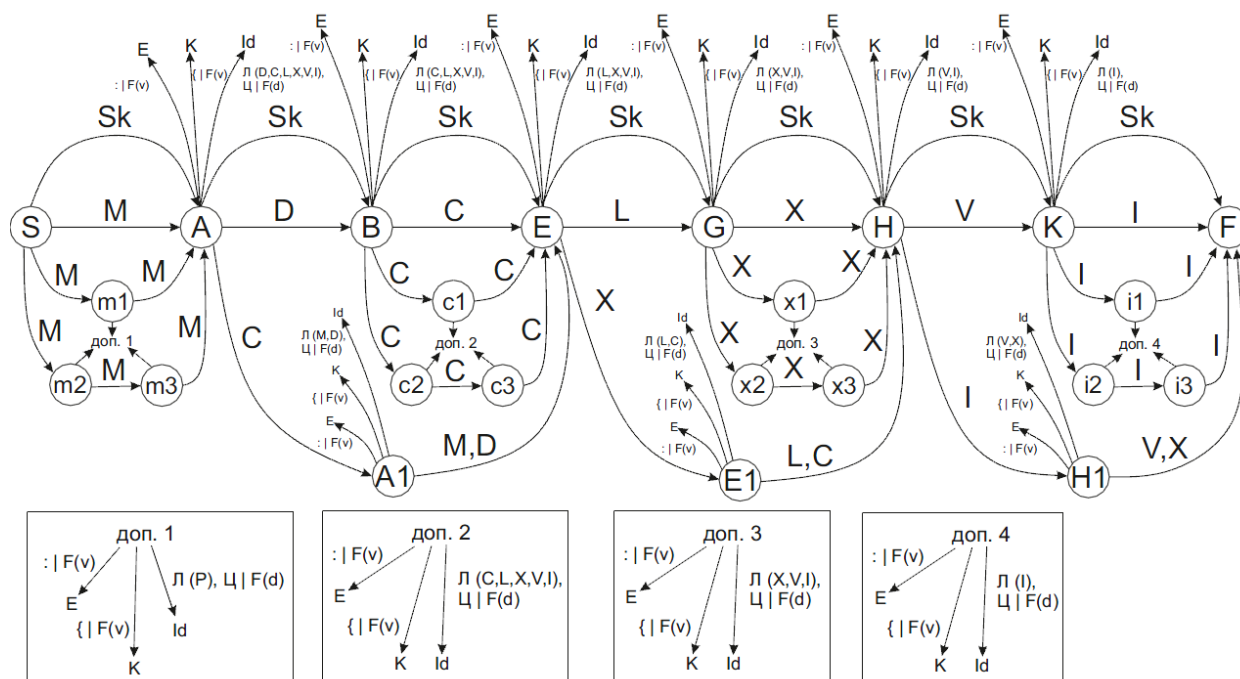 E K Id
: | F(v) { | F(v) Л (D,C,L,X,V,I), Ц | F(d)
E K Id
: | F(v) { | F(v) Л (C,L,X,V,I), Ц | F(d)
E K Id
: | F(v) { | F(v) Л (L,X,V,I), Ц | F(d)
E K Id
: | F(v) { | F(v) Л (X,V,I), Ц | F(d)
E K Id
: | F(v) { | F(v) Л (V,I), Ц | F(d)
E K Id
: | F(v) { | F(v) Л (I), Ц | F(d)
Sk Sk Sk Sk Sk Sk Sk
S M A D B C E L G X H V K I F
M M C C X X I I
m1 c1 x1 i1
M доп. 1 M C C доп. 2 C X X доп. 3 X I I доп. 4 I
m2 M m3 c2 C c3 x2 X x3 i2 I i3
Id
Л (M,D),
Ц | F(d)
K
{ | F(v)
E
: | F(v)
A1 M,D
Id
Л (L,C),
Ц | F(d)
K
{ | F(v)
E
: | F(v)
E1 L,C
Id
Л (V,X),
Ц | F(d)
K
{ | F(v)
E
: | F(v)
H1 V,X
доп. 1
: | F(v)
Л (P), Ц | F(d)
E
{ | F(v) Id
K
доп. 2
: | F(v)
Л (C,L,X,V,I),
Ц | F(d)
E
{ | F(v)
K Id
доп. 3
: | F(v)
Л (X,V,I),
Ц | F(d)
E
{ | F(v)
K Id
доп. 4
: | F(v)
Л (I),
Ц | F(d)
E
{ | F(v)
K Id